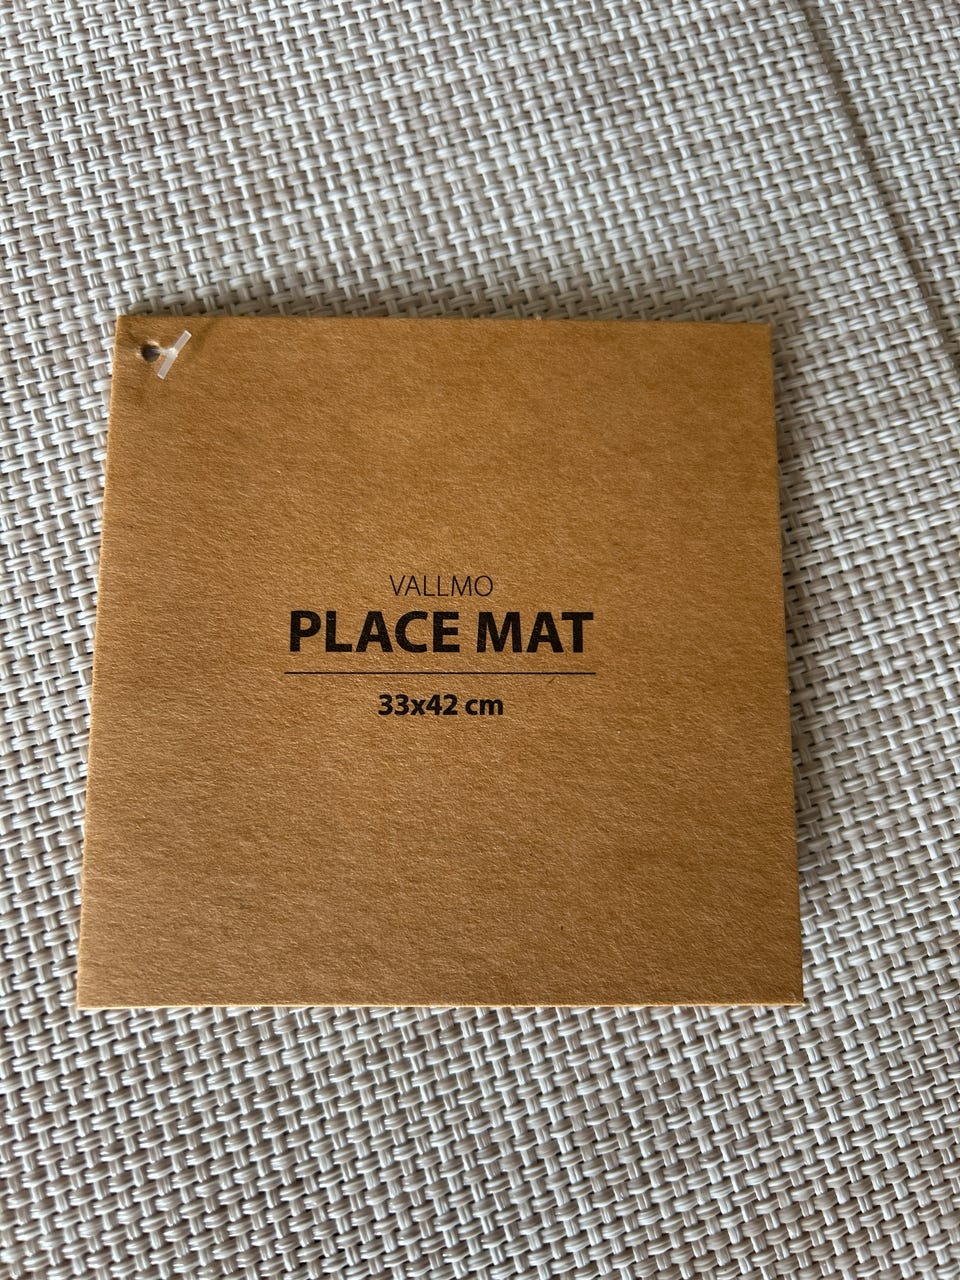 VALLMO
PLACE MAT
33x42 cm